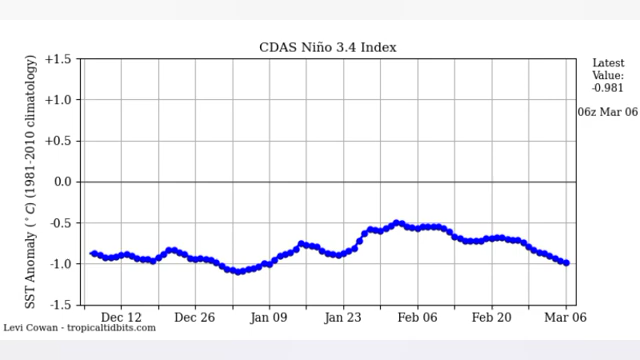 CDAS Niño 3.4 Index
SST Anomaly (°C) (1981-2010 climatology)
+1.5
+1.0
+0.5
0.0
-0.5
-1.0
-1.5
Dec 12 Dec 26 Jan 09 Jan 23 Feb 06 Feb 20 Mar 06
Latest
Value:
-0.981
06z Mar 06
Levi Cowan - tropicaltidbits.com